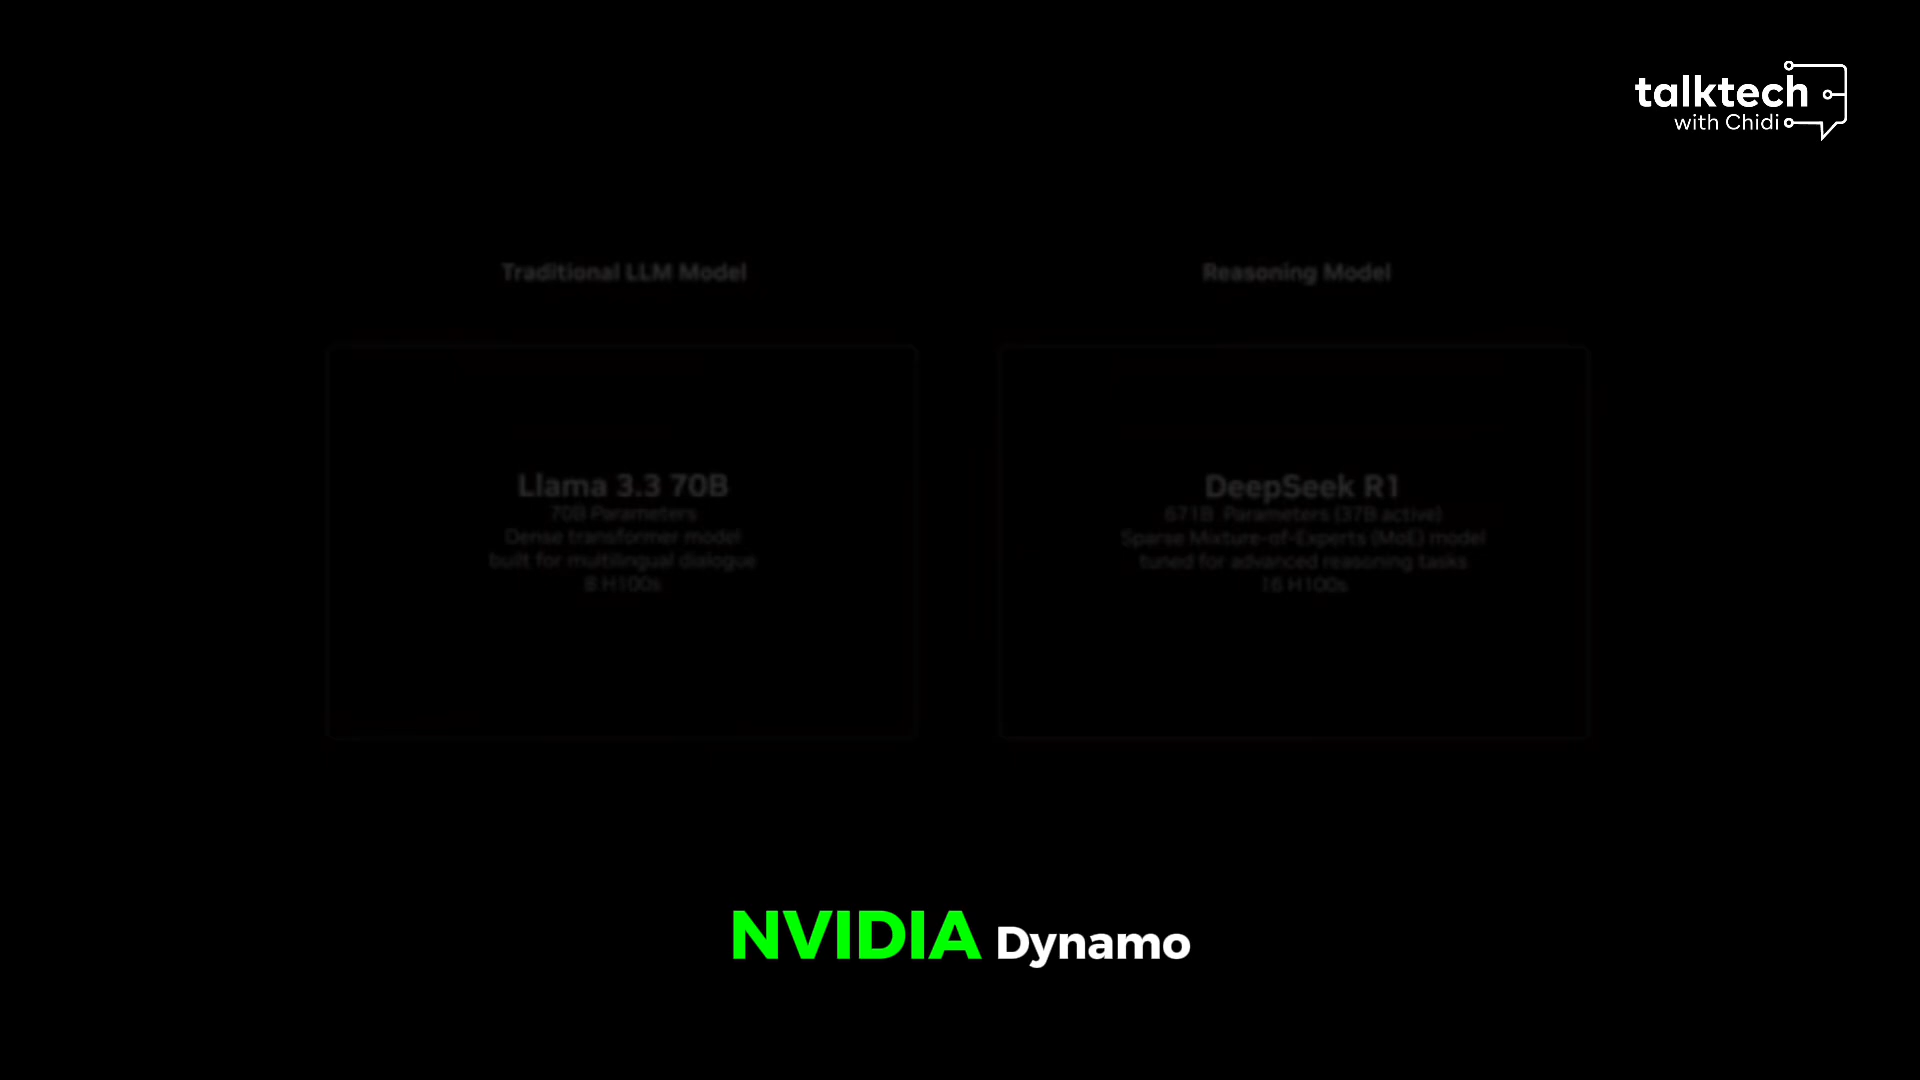 talktech
with Chidi
Traditional LLM Model
Reasoning Model
Llama 3.3 70B
70B Parameters
Dense transformer model
built for multilingual dialogue
8 H100s
DeepSeek R1
671B Parameters (37B active)
Sparse Mixture-of-Experts (MoE) model
tuned for advanced reasoning tasks
16 H100s
NVIDIA Dynamo